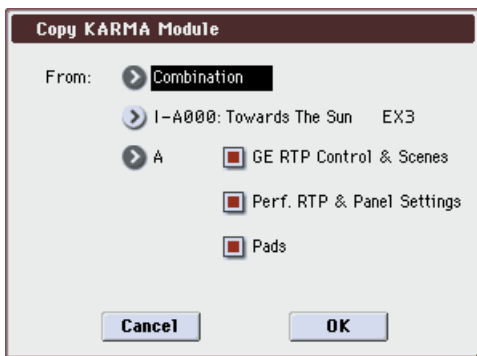 Copy KARMA Module
From: Combination
I-A000: Towards The Sun EX3
A GE RTP Control & Scenes
Perf. RTP & Panel Settings
Pads
Cancel OK